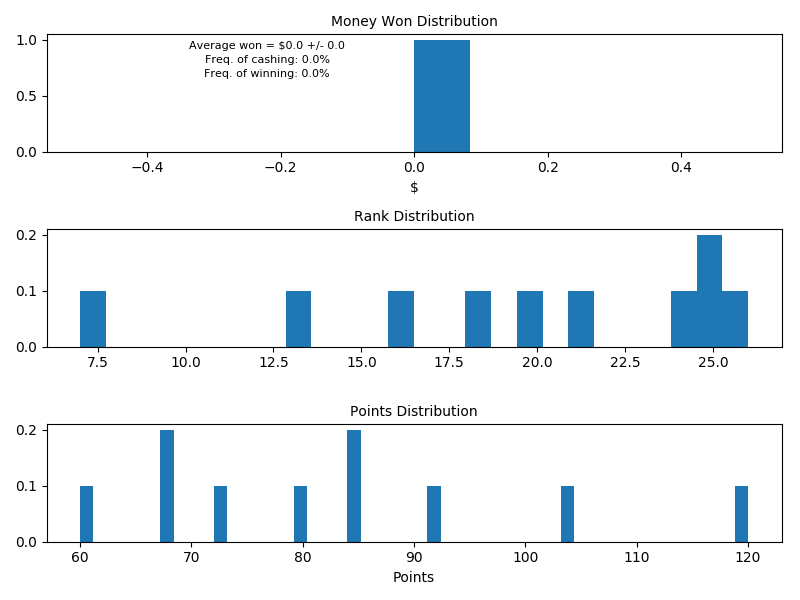 Money Won Distribution
1.0
0.5
0.0
Average won = $0.0 +/- 0.0
Freq. of cashing: 0.0%
Freq. of winning: 0.0%
−0.4 −0.2 0.0 0.2 0.4
$
Rank Distribution
0.2
0.1
0.0
7.5 10.0 12.5 15.0 17.5 20.0 22.5 25.0
Points Distribution
0.2
0.1
0.0
60 70 80 90 100 110 120
Points